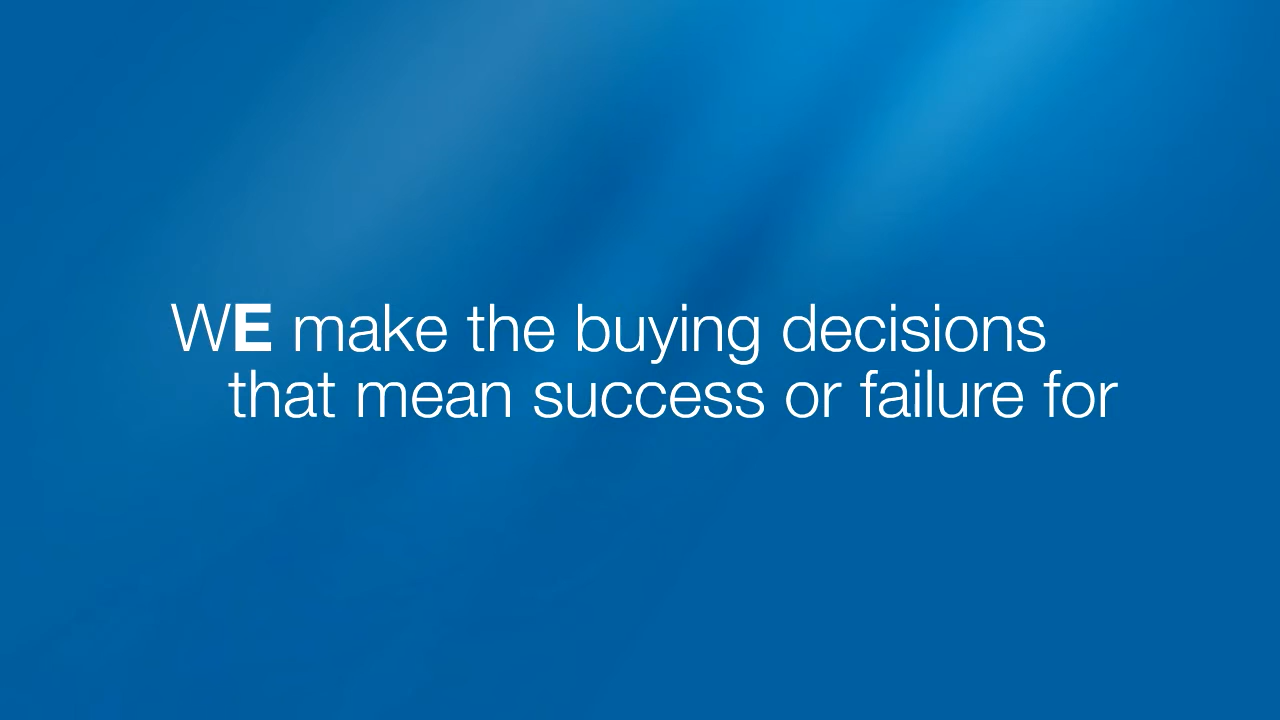 WE make the buying decisions
that mean success or failure for